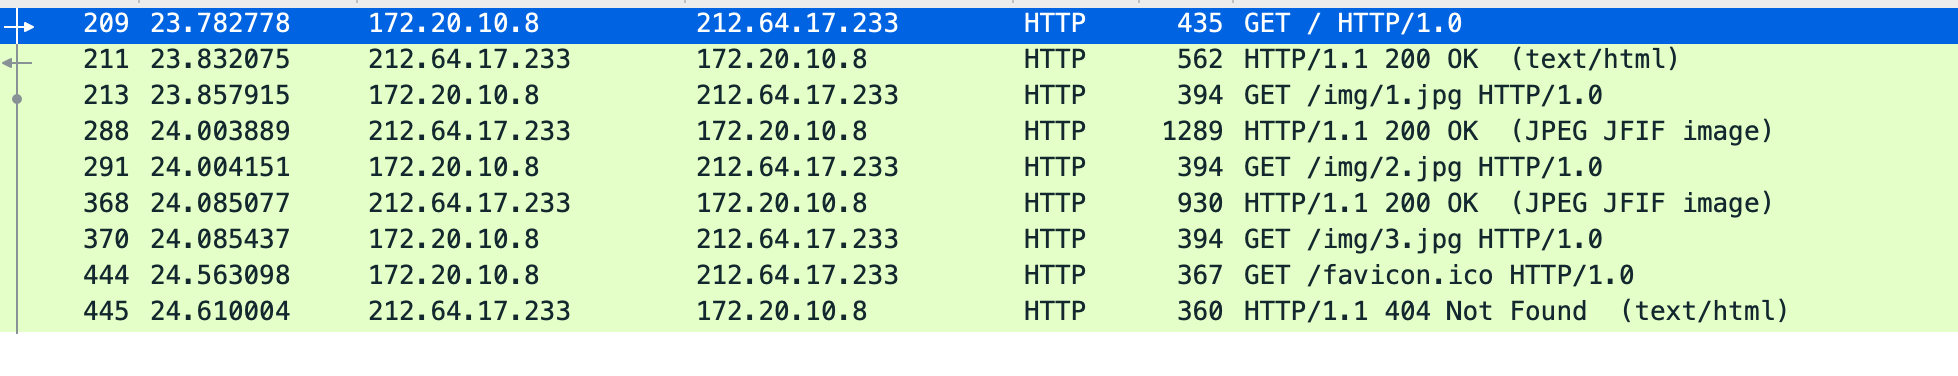 209 23.782778 172.20.10.8 212.64.17.233 HTTP 435 GET / HTTP/1.0
211 23.832075 212.64.17.233 172.20.10.8 HTTP 562 HTTP/1.1 200 OK (text/html)
213 23.857915 172.20.10.8 212.64.17.233 HTTP 394 GET /img/1.jpg HTTP/1.0
288 24.003889 212.64.17.233 172.20.10.8 HTTP 1289 HTTP/1.1 200 OK (JPEG JFIF image)
291 24.004151 172.20.10.8 212.64.17.233 HTTP 394 GET /img/2.jpg HTTP/1.0
368 24.085077 212.64.17.233 172.20.10.8 HTTP 930 HTTP/1.1 200 OK (JPEG JFIF image)
370 24.085437 172.20.10.8 212.64.17.233 HTTP 394 GET /img/3.jpg HTTP/1.0
444 24.563098 172.20.10.8 212.64.17.233 HTTP 367 GET /favicon.ico HTTP/1.0
445 24.610004 212.64.17.233 172.20.10.8 HTTP 360 HTTP/1.1 404 Not Found (text/html)